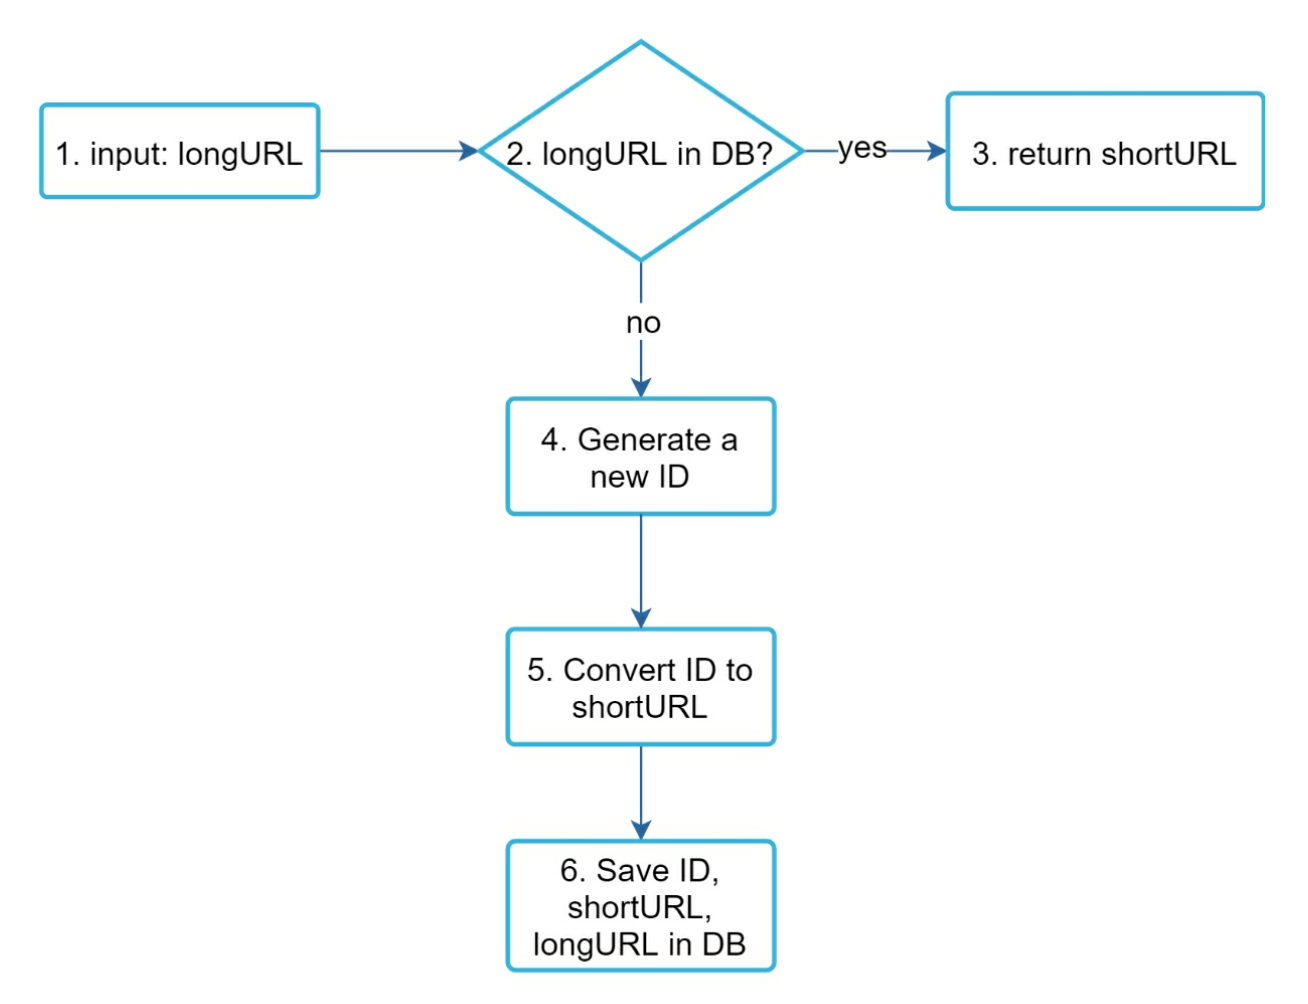 1. input: longURL
2. longURL in DB?
yes
3. return shortURL
no
4. Generate a
new ID
5. Convert ID to
shortURL
6. Save ID,
shortURL,
longURL in DB